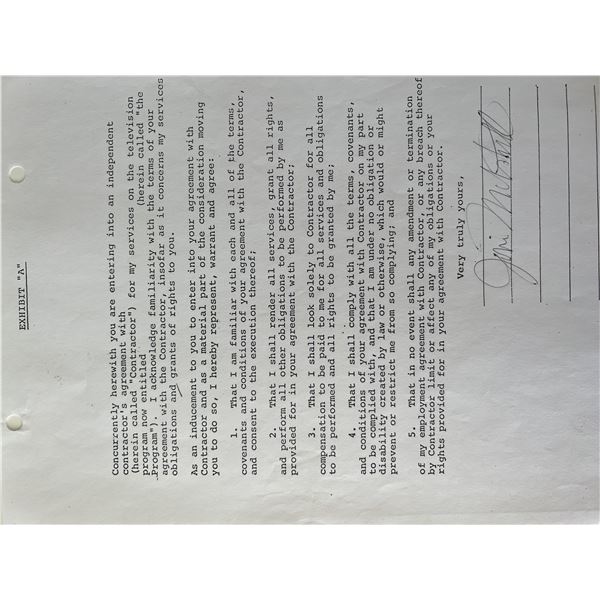 EXHIBIT "A"
Concurrently herewith you are entering into an independent
contractor's agreement with
(herein called "Contractor") for my services on the television
program now entitled (herein called "the
Program"). I acknowledge familiarity with the terms of your
agreement with the Contractor, insofar as it concerns my services
obligations and grants of rights to you.
As an inducement to you to enter into your agreement with
Contractor and as a material part of the consideration moving
you to do so, I hereby represent, warrant and agree:
1. That I am familiar with each and all of the terms,
covenants and conditions of your agreement with the Contractor,
and consent to the execution thereof;
2. That I shall render all services, grant all rights,
and perform all other obligations to be performed by me as
provided for in your agreement with the Contractor;
3. That I shall look solely to Contractor for all
compensation to be paid to me for all services and obligations
to be performed and all rights to be granted by me;
4. That I shall comply with all the terms, covenants,
and conditions of your agreement with Contractor on my part
to be complied with, and that I am under no obligation or
disability created by law or otherwise, which would or might
prevent or restrict me from so complying; and
5. That in no event shall any amendment or termination
of my employment agreement with Contractor, or any breach thereof
by Contractor limit or affect any of my obligations or your
rights provided for in your agreement with Contractor.
Very truly yours,